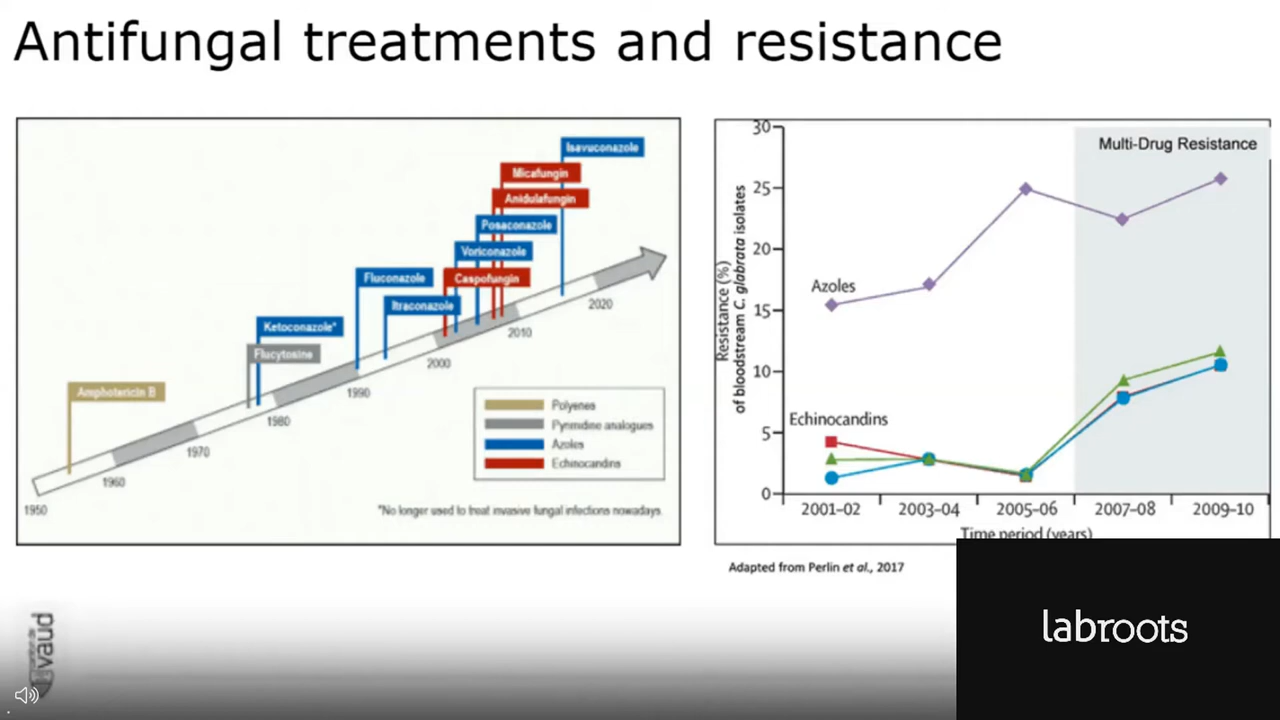 Antifungal treatments and resistance
Isavuconazole
Micafungin
Anidulafungin
Posaconazole
Voriconazole
Fluconazole
Caspofungin
Itraconazole
Ketoconazole*
Flucytosine
Amphotericin B
2020
2010
2000
1990
1980
1970
1960
1950
Polyenes
Pyrimidine analogues
Azoles
Echinocandins
*No longer used to treat invasive fungal infections nowadays.
Resistance (%)
of bloodstream C. glabrata isolates
30
25
20
15
10
5
0
Multi-Drug Resistance
Azoles
Echinocandins
2001–02 2003–04 2005–06 2007–08 2009–10
Time period (years)
Adapted from Perlin et al., 2017
labroots
vaud